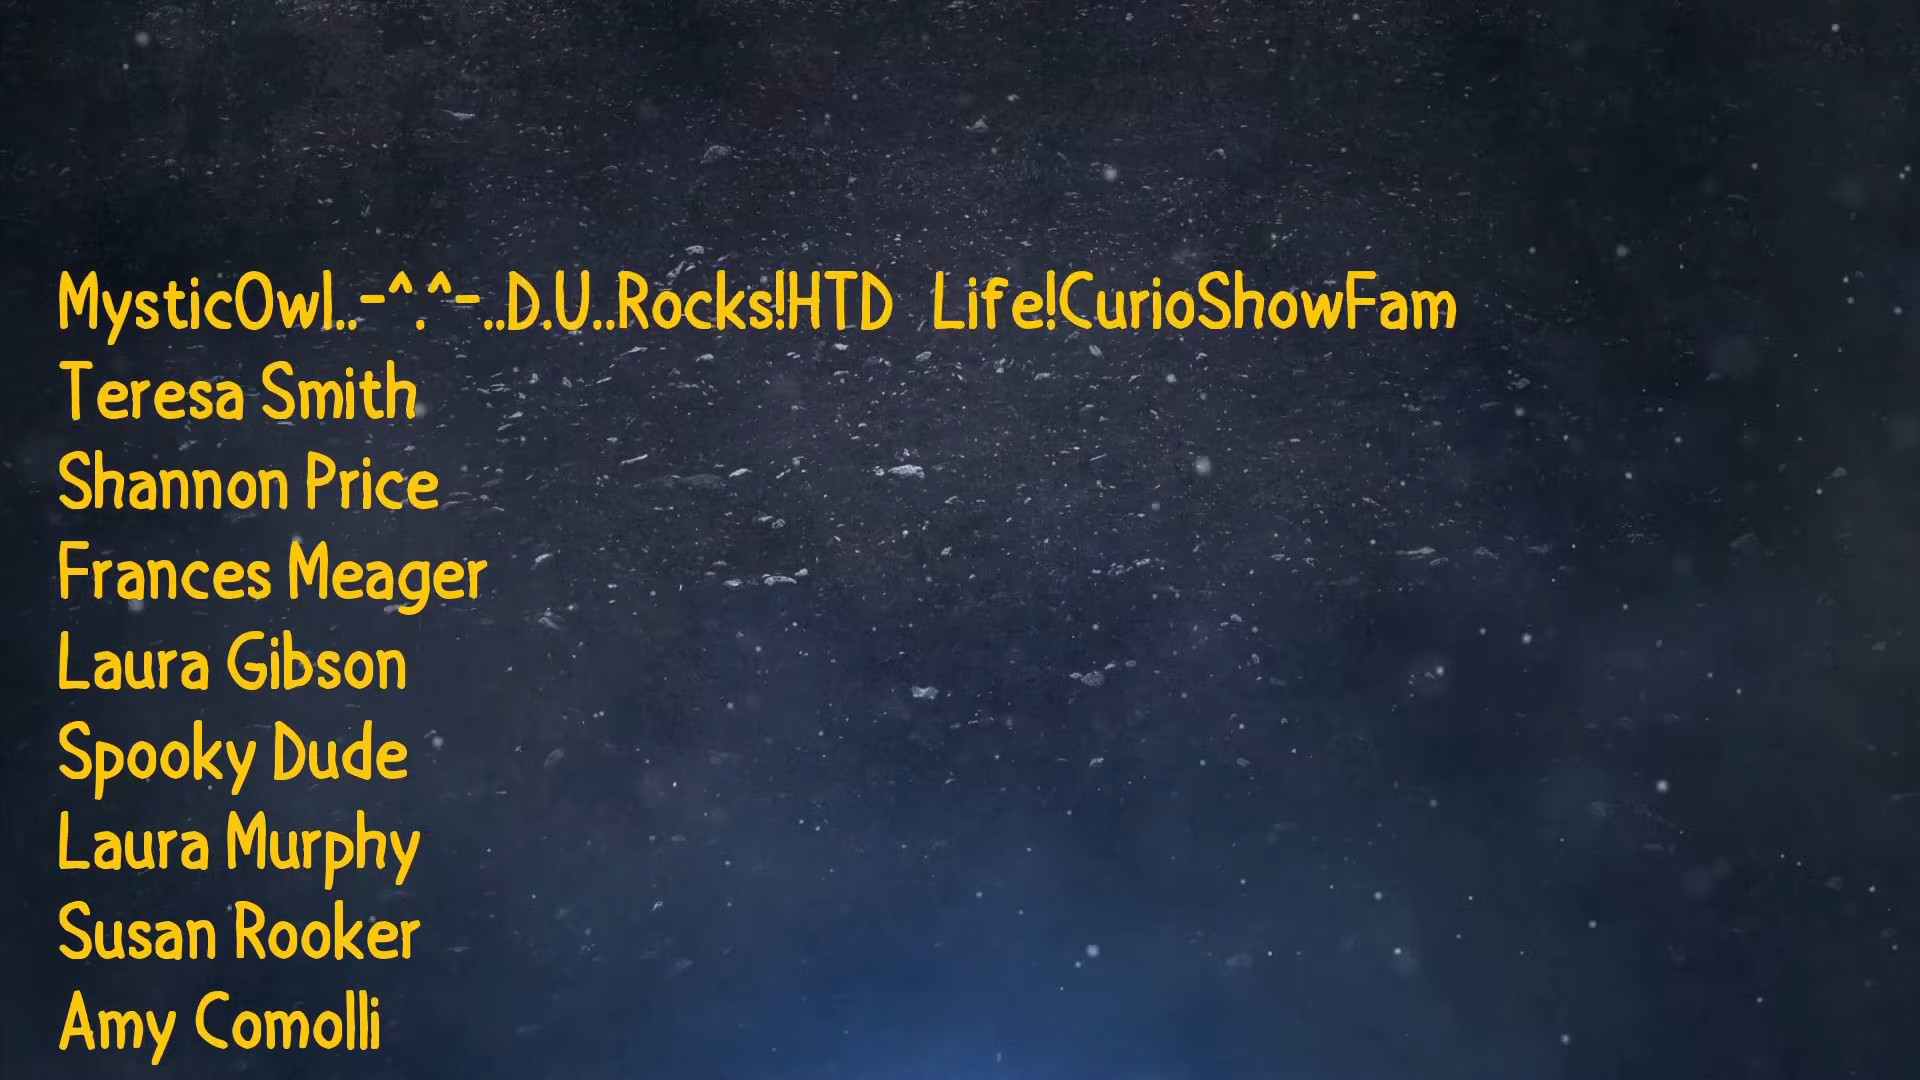 MysticOwl..-^.^-..D.U..Rocks!HTD  Life!CurioShowFam
Teresa Smith
Shannon Price
Frances Meager
Laura Gibson
Spooky Dude
Laura Murphy
Susan Rooker
Amy Comolli